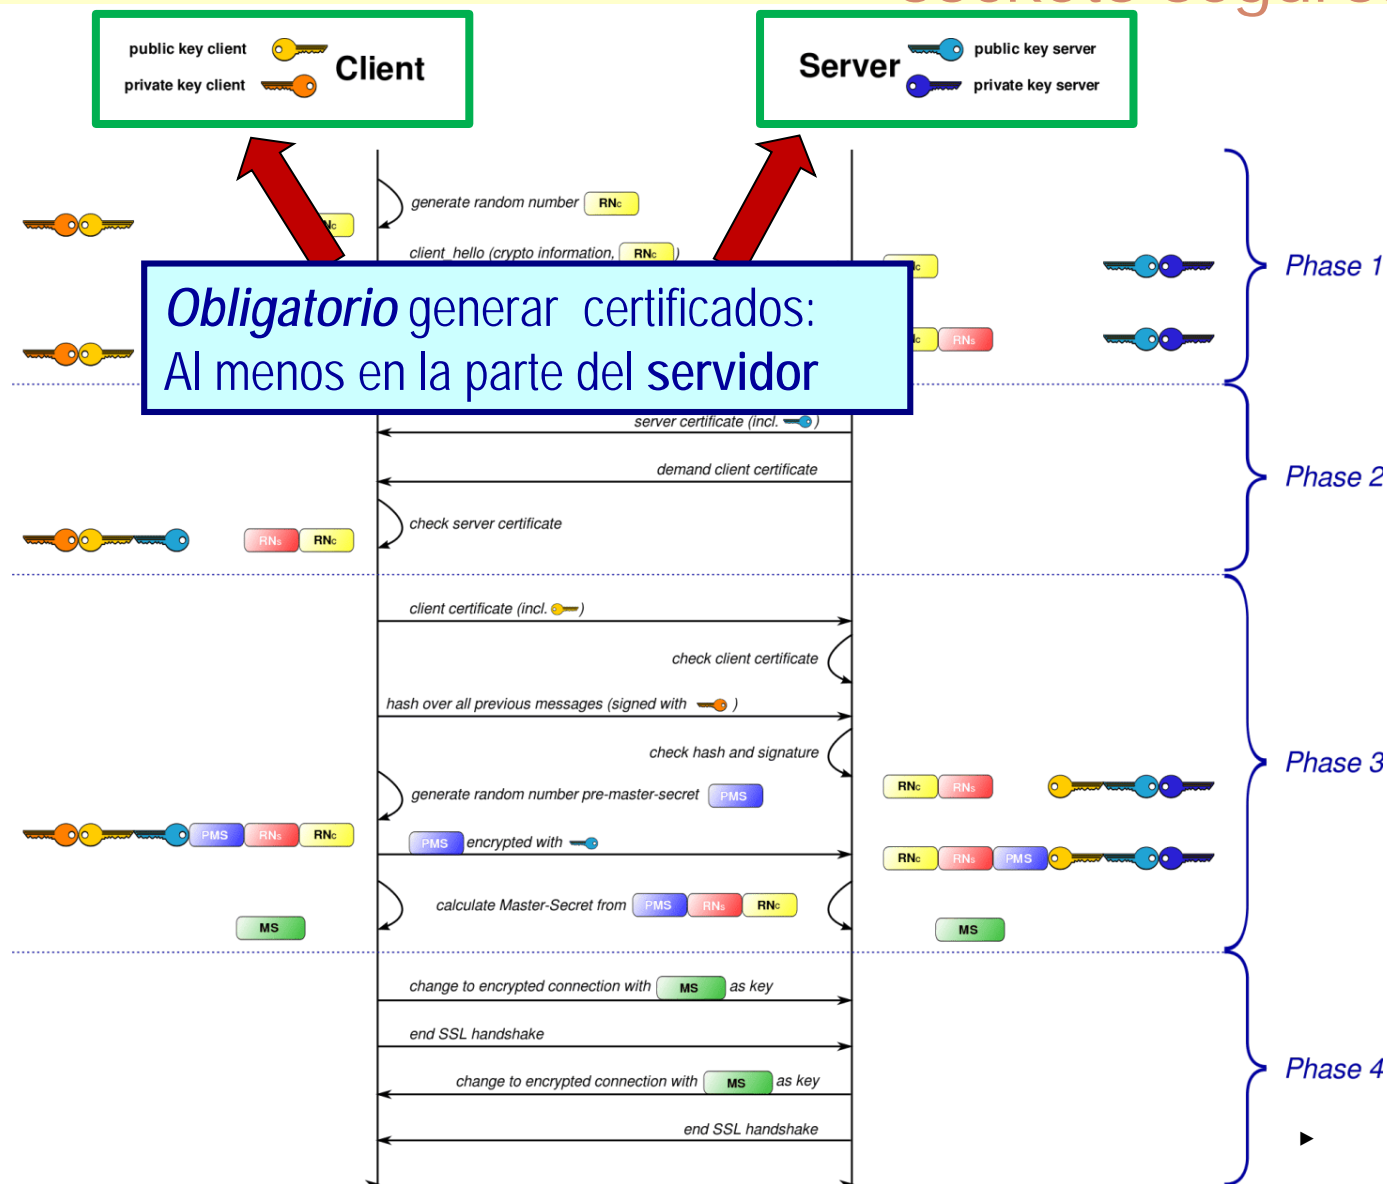 public key client
private key client
Client
Server
public key server
private key server
generate random number RNc
client_hello (crypto information, RNc )
RNc
Phase 1
Obligatorio generar certificados:
Al menos en la parte del servidor
RNs
server certificate (incl. )
demand client certificate
Phase 2
check server certificate
RNs RNc
client certificate (incl. )
check client certificate
hash over all previous messages (signed with )
check hash and signature
Phase 3
generate random number pre-master-secret PMS
RNc RNs
PMS RNs RNc
PMS encrypted with
RNc RNs PMS
calculate Master-Secret from PMS RNs RNc
MS
MS
change to encrypted connection with MS as key
end SSL handshake
Phase 4
change to encrypted connection with MS as key
end SSL handshake